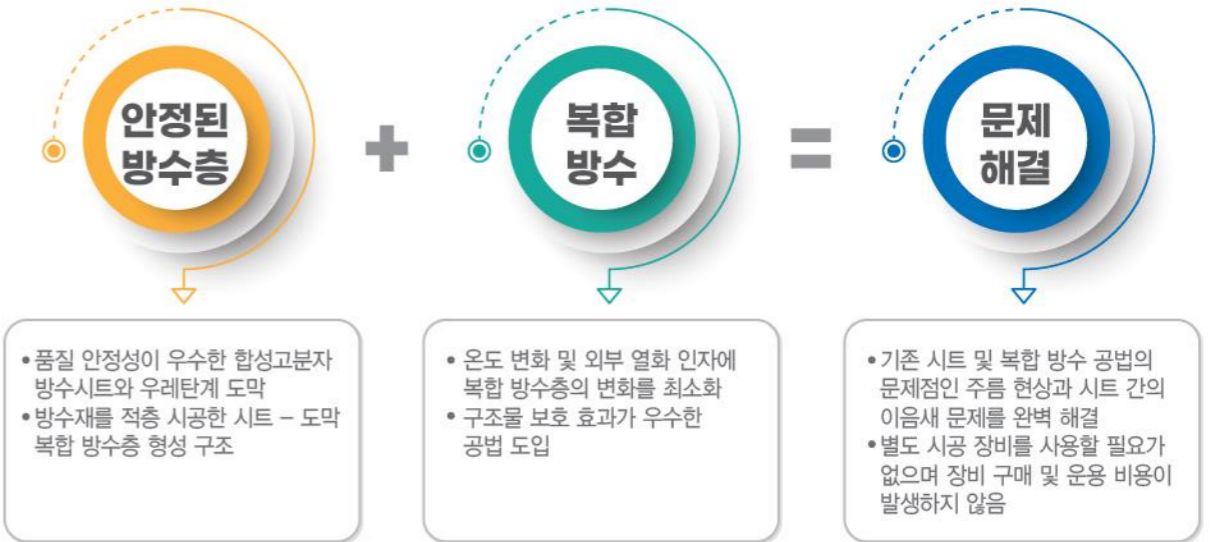 안정된
방수층
+
복합
방수
=
문제
해결
• 품질 안정성이 우수한 합성고분자
방수시트와 우레탄계 도막
• 방수재를 적층 시공한 시트 – 도막
복합 방수층 형성 구조
• 온도 변화 및 외부 열화 인자에
복합 방수층의 변화를 최소화
• 구조물 보호 효과가 우수한
공법 도입
• 기존 시트 및 복합 방수 공법의
문제점인 주름 현상과 시트 간의
이음새 문제를 완벽 해결
• 별도 시공 장비를 사용할 필요가
없으며 장비 구매 및 운용 비용이
발생하지 않음